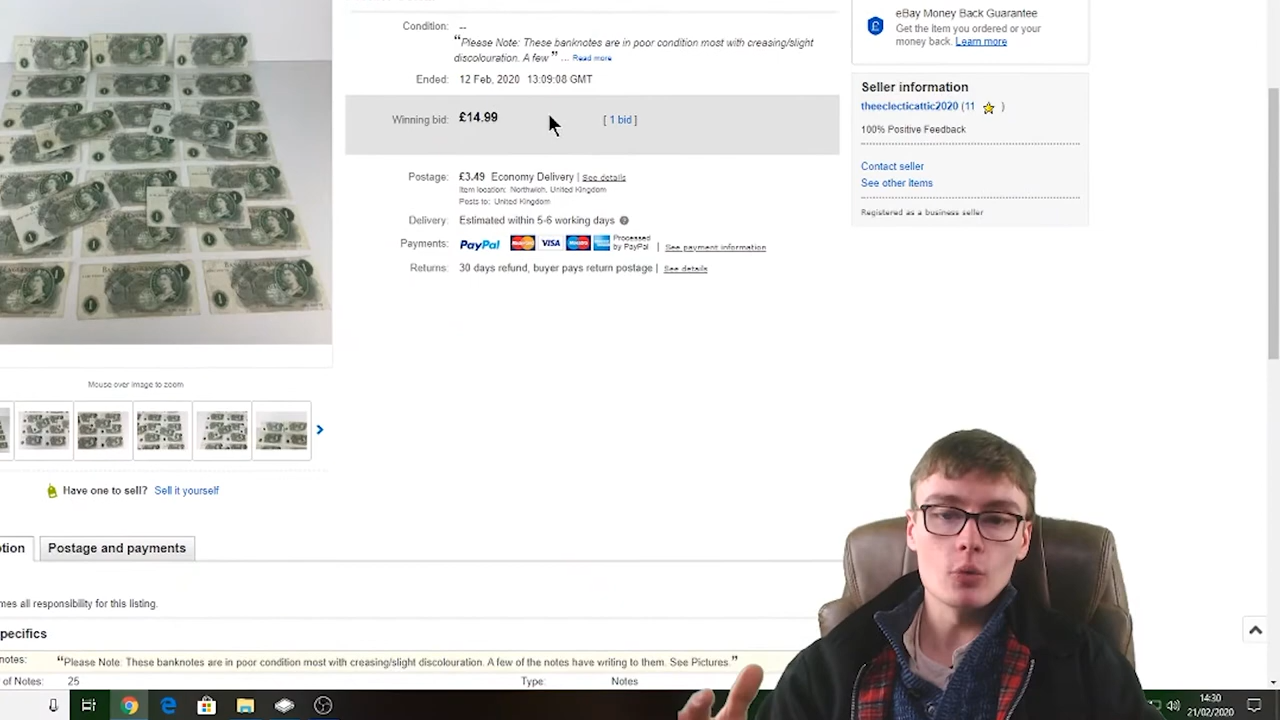 eBay Money Back Guarantee
Get the item you ordered or your
money back. Learn more
Condition: --
"Please Note: These banknotes are in poor condition most with creasing/slight
discolouration. A few " ... Read more
Ended: 12 Feb, 2020 13:09:08 GMT
Winning bid: £14.99 [ 1 bid ]
Seller information
theeclecticattic2020 (11 )
100% Positive Feedback
Contact seller
See other items
Registered as a business seller
Postage: £3.49 Economy Delivery | See details
Item location: Northwich, United Kingdom
Posts to: United Kingdom
Delivery: Estimated within 5-6 working days
Payments: PayPal VISA Processed by PayPal | See payment information
Returns: 30 days refund, buyer pays return postage | See details
Mouse over image to zoom
Have one to sell? Sell it yourself
tion Postage and payments
mes all responsibility for this listing.
pecifics
notes: "Please Note: These banknotes are in poor condition most with creasing/slight discolouration. A few of the notes have writing to them. See Pictures."
of Notes: 25 Type: Notes
14:30
21/02/2020